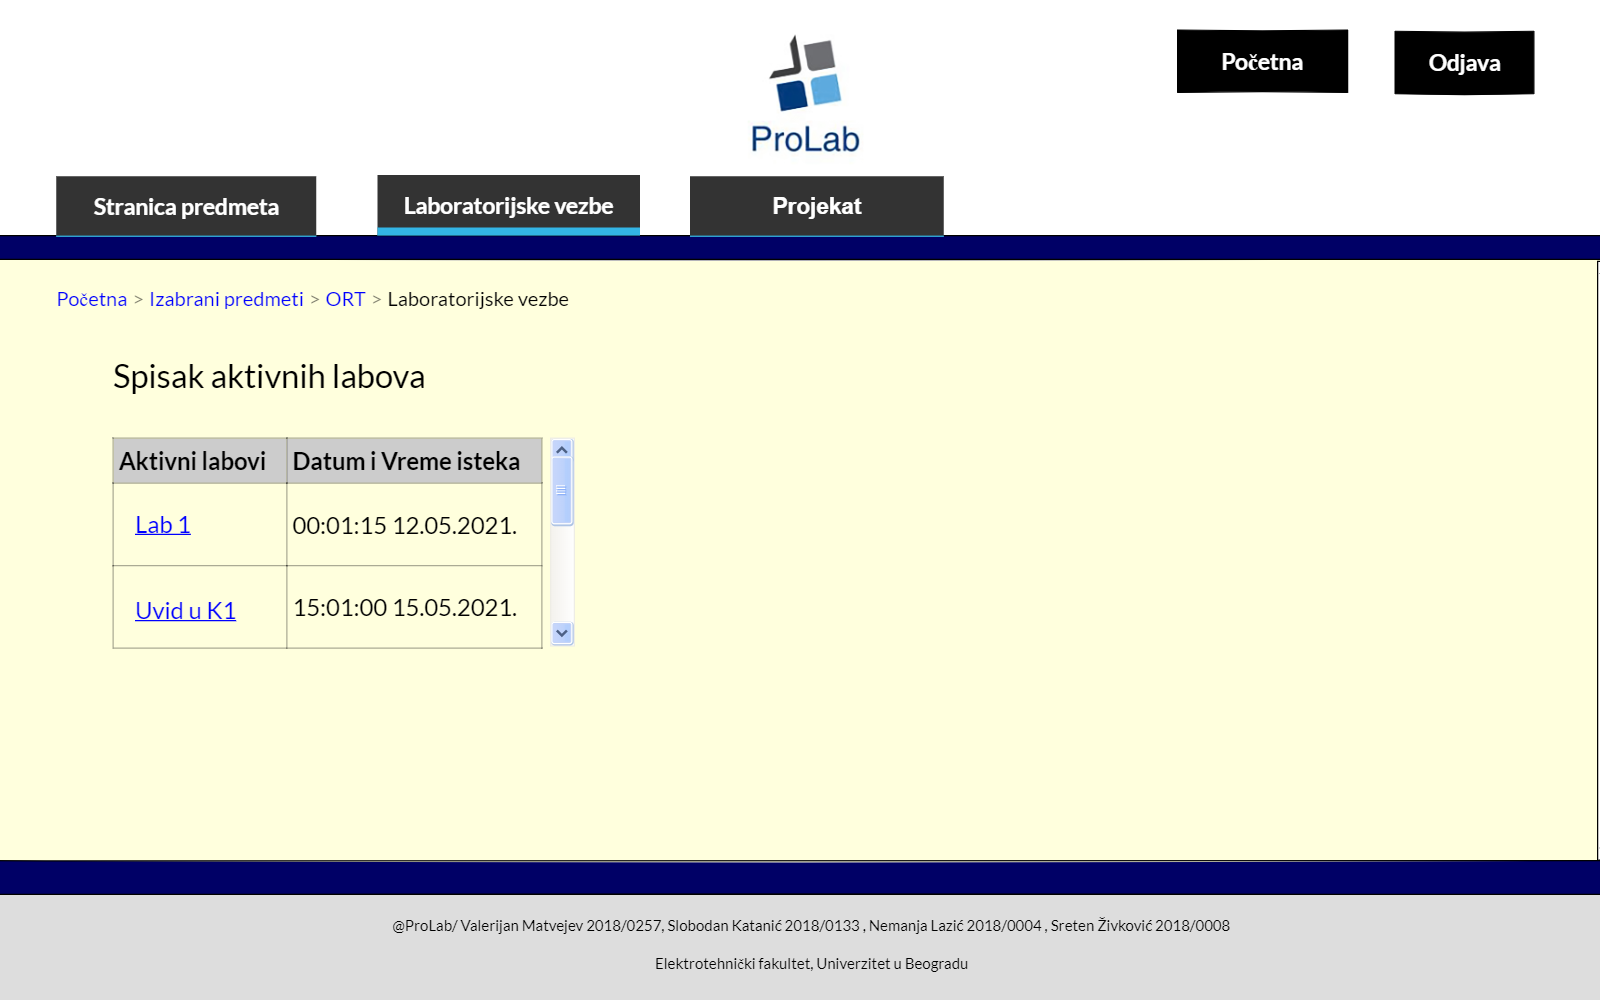 ProLab
Početna
Odjava
Stranica predmeta
Laboratorijske vezbe
Projekat
Početna > Izabrani predmeti > ORT > Laboratorijske vezbe
Spisak aktivnih labova
Aktivni labovi Datum i Vreme isteka
Lab 1 00:01:15 12.05.2021.
Uvid u K1 15:01:00 15.05.2021.
@ProLab/ Valerijan Matvejev 2018/0257, Slobodan Katanić 2018/0133 , Nemanja Lazić 2018/0004 , Sreten Živković 2018/0008
Elektrotehnički fakultet, Univerzitet u Beogradu